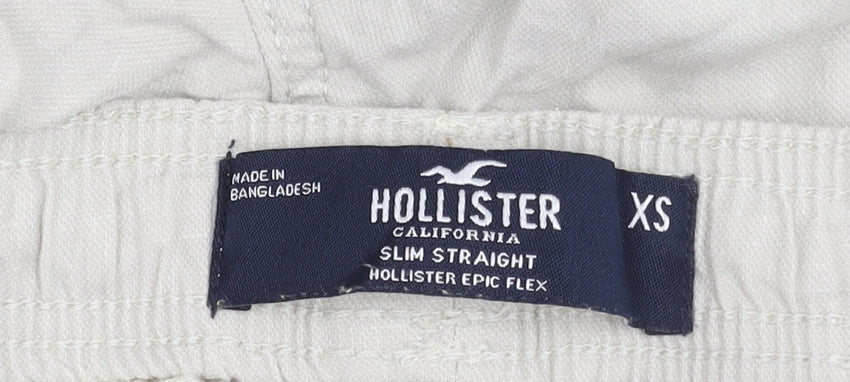 MADE IN
BANGLADESH
HOLLISTER
CALIFORNIA
SLIM STRAIGHT
HOLLISTER EPIC FLEX
XS